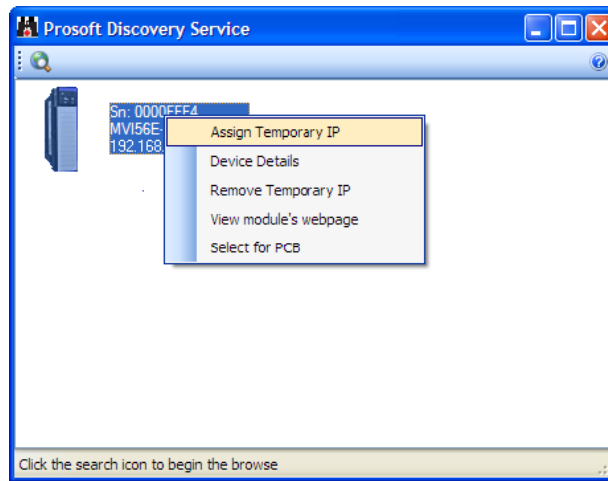 Prosoft Discovery Service
Sn: 0000FFF4
MVI56E-
192.168.
Assign Temporary IP
Device Details
Remove Temporary IP
View module's webpage
Select for PCB
Click the search icon to begin the browse